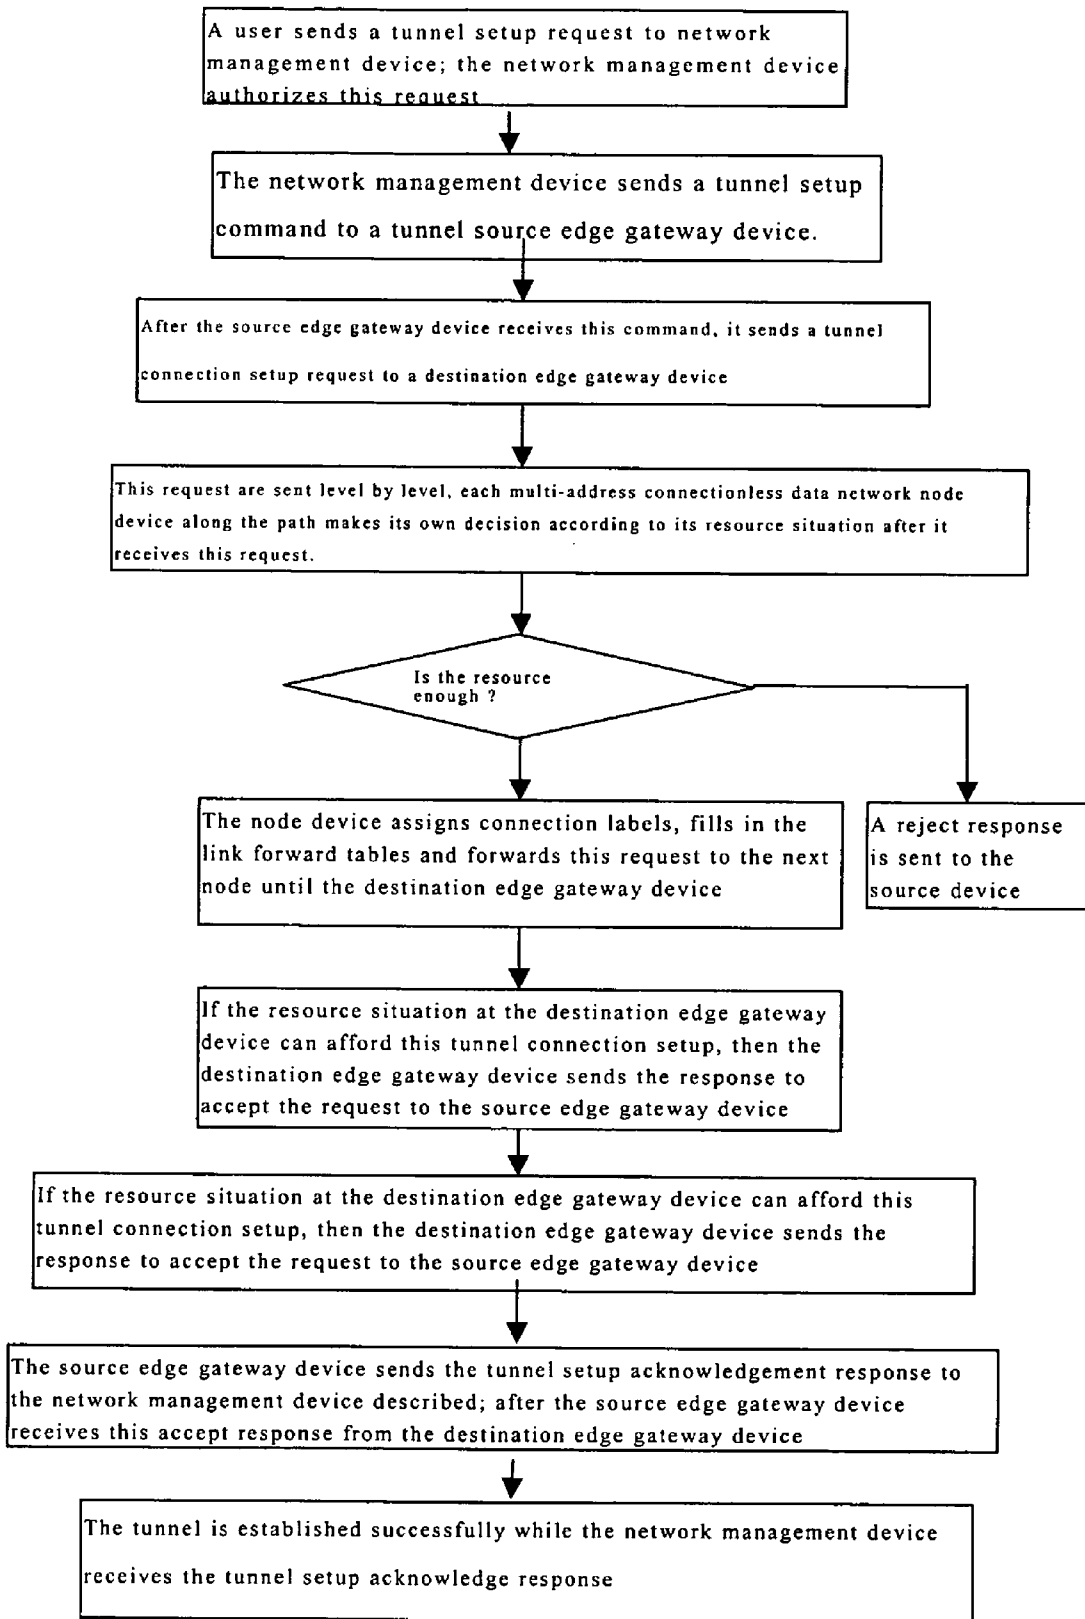 A user sends a tunnel setup request to network
management device; the network management device
authorizes this request
The network management device sends a tunnel setup
command to a tunnel source edge gateway device.
After the source edge gateway device receives this command, it sends a tunnel
connection setup request to a destination edge gateway device
This request are sent level by level, each multi-address connectionless data network node
device along the path makes its own decision according to its resource situation after it
receives this request.
Is the resource
enough ?
The node device assigns connection labels, fills in the
link forward tables and forwards this request to the next
node until the destination edge gateway device
A reject response
is sent to the
source device
If the resource situation at the destination edge gateway
device can afford this tunnel connection setup, then the
destination edge gateway device sends the response to
accept the request to the source edge gateway device
If the resource situation at the destination edge gateway device can afford this
tunnel connection setup, then the destination edge gateway device sends the
response to accept the request to the source edge gateway device
The source edge gateway device sends the tunnel setup acknowledgement response to
the network management device described; after the source edge gateway device
receives this accept response from the destination edge gateway device
The tunnel is established successfully while the network management device
receives the tunnel setup acknowledge response